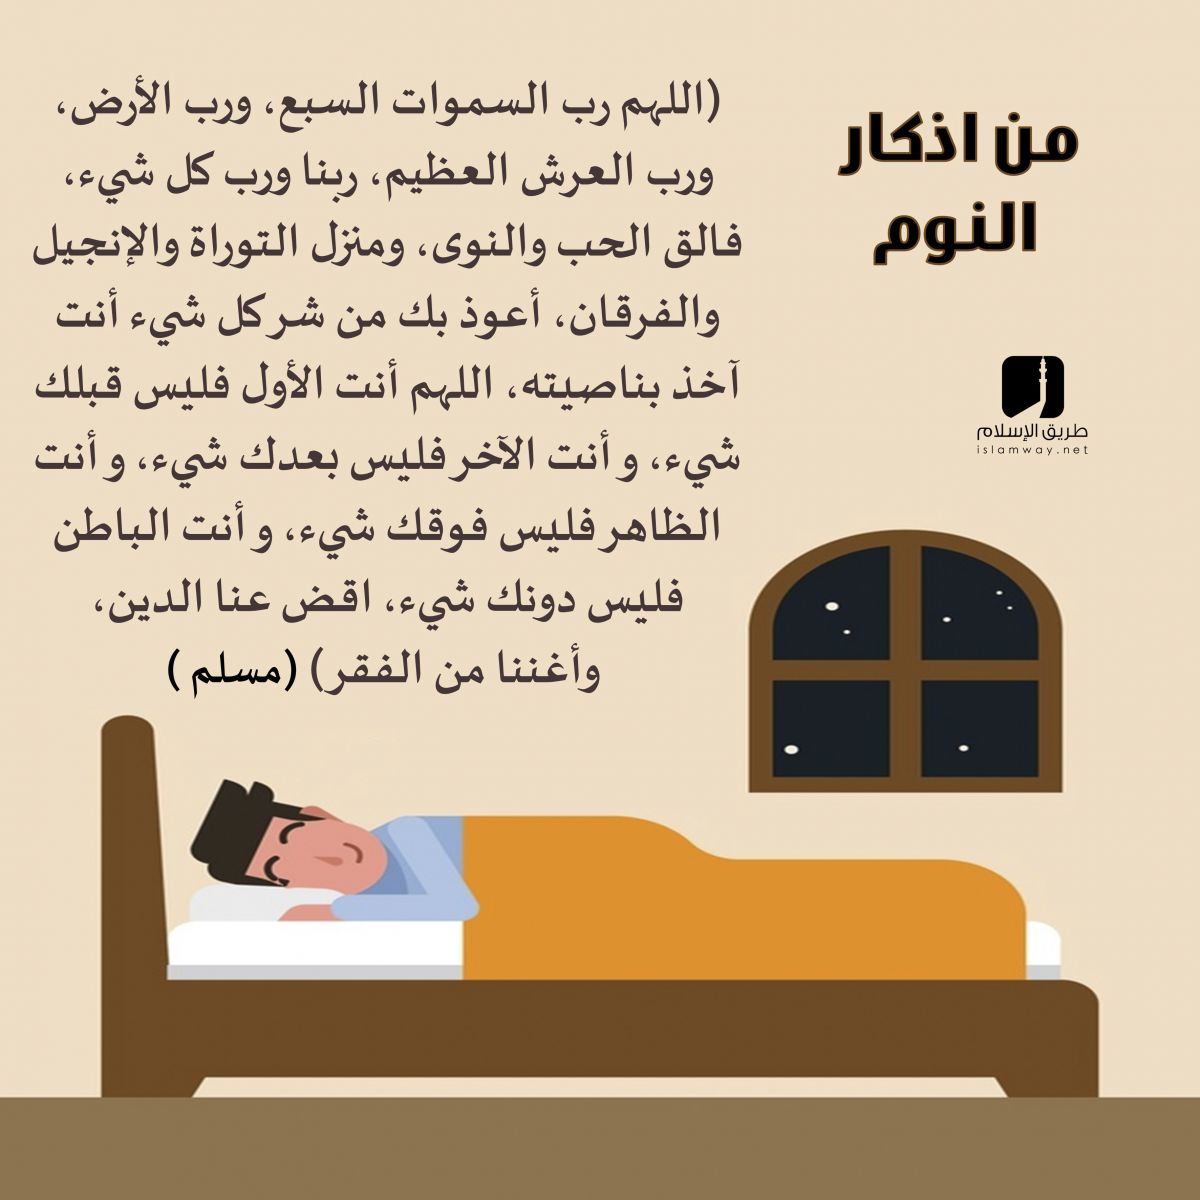 من اذكار
النوم
(اللهم رب السموات السبع، ورب الأرض،
ورب العرش العظيم، ربنا ورب كل شيء،
فالق الحب والنوى، ومنزل التوراة والإنجيل
والفرقان، أعوذ بك من شر كل شيء أنت
آخذ بناصيته، اللهم أنت الأول فليس قبلك
شيء، وأنت الآخر فليس بعدك شيء، وأنت
الظاهر فليس فوقك شيء، وأنت الباطن
فليس دونك شيء، اقض عنا الدين،
وأغننا من الفقر) (مسلم )
طريق الإسلام
islamway.net